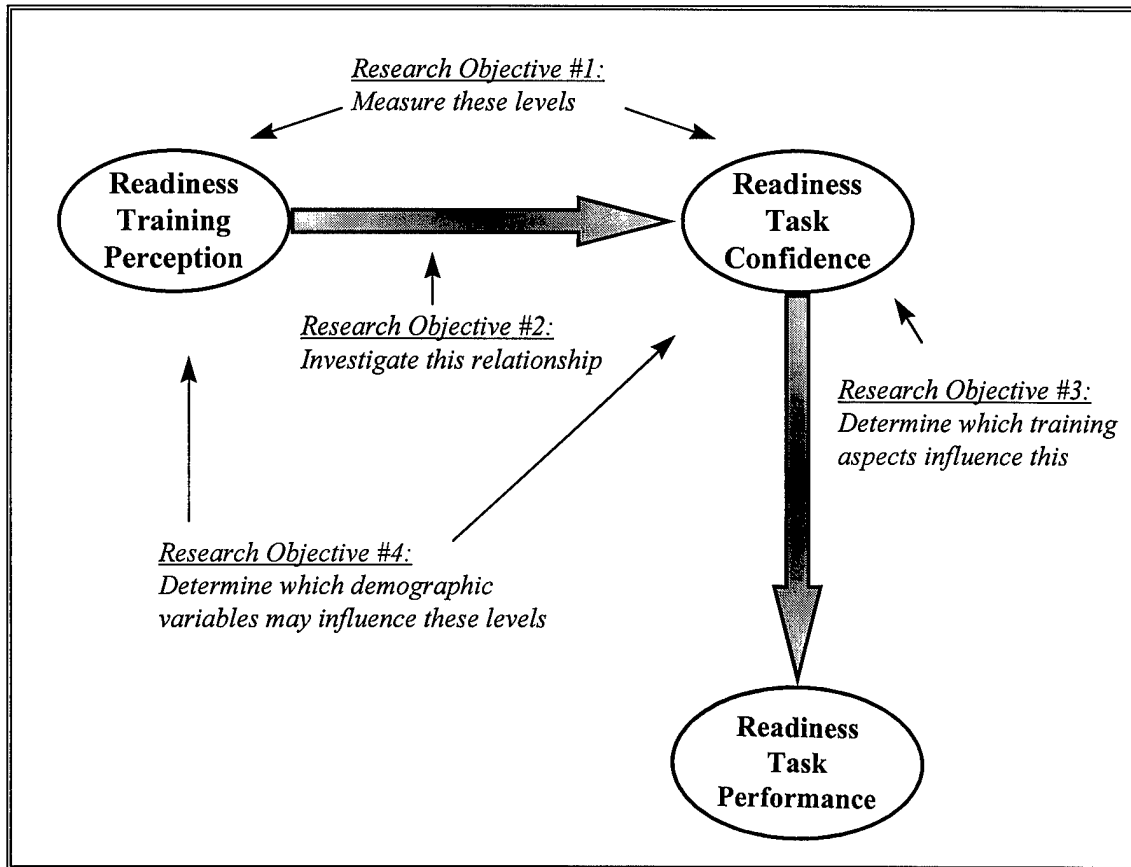 Research Objective #1:
Measure these levels
Readiness
Training
Perception
Readiness
Task
Confidence
Research Objective #2:
Investigate this relationship
Research Objective #3:
Determine which training
aspects influence this
Research Objective #4:
Determine which demographic
variables may influence these levels
Readiness
Task
Performance